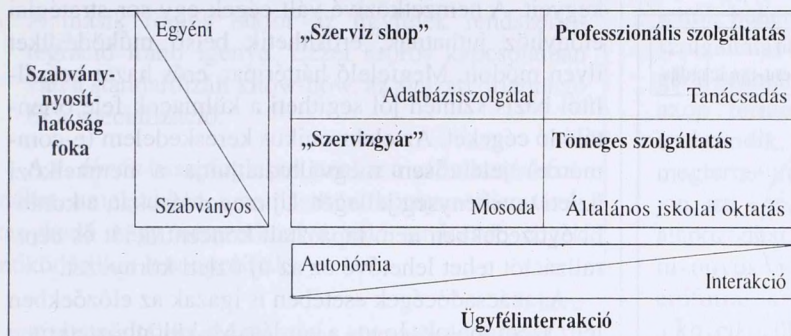 Egyéni
„Szerviz shop”
Professzionális szolgáltatás
Szabvány-
nyosít-
hatóság
foka
Adatbázisszolgálat
Tanácsadás
„Szervizgyár”
Tömeges szolgáltatás
Szabványos
Mosoda
Általános iskolai oktatás
Autonómia
Interakció
Ügyfélinterrakció